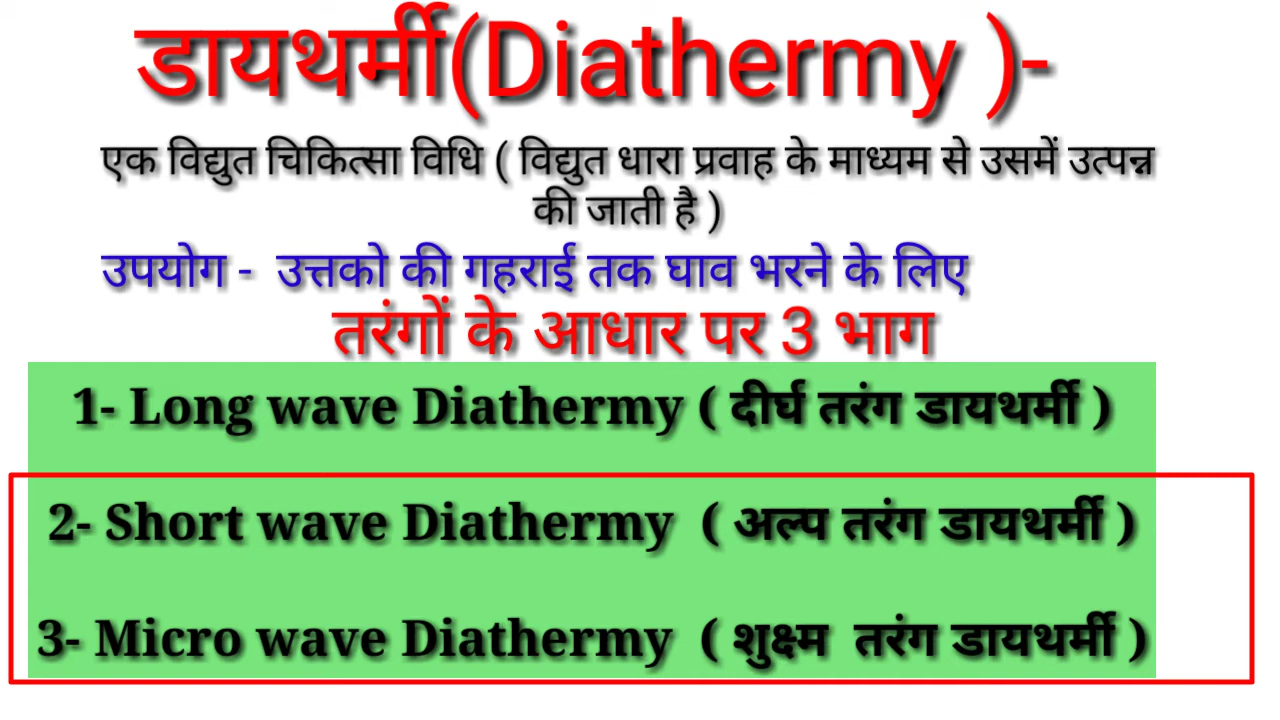 डायथर्मी(Diathermy )-
एक विद्युत चिकित्सा विधि ( विद्युत धारा प्रवाह के माध्यम से उसमें उत्पन्न
की जाती है )
उपयोग - उत्तको की गहराई तक घाव भरने के लिए
तरंगों के आधार पर 3 भाग
1- Long wave Diathermy ( दीर्घ तरंग डायथर्मी )
2- Short wave Diathermy ( अल्प तरंग डायथर्मी )
3- Micro wave Diathermy ( शुक्ष्म तरंग डायथर्मी )